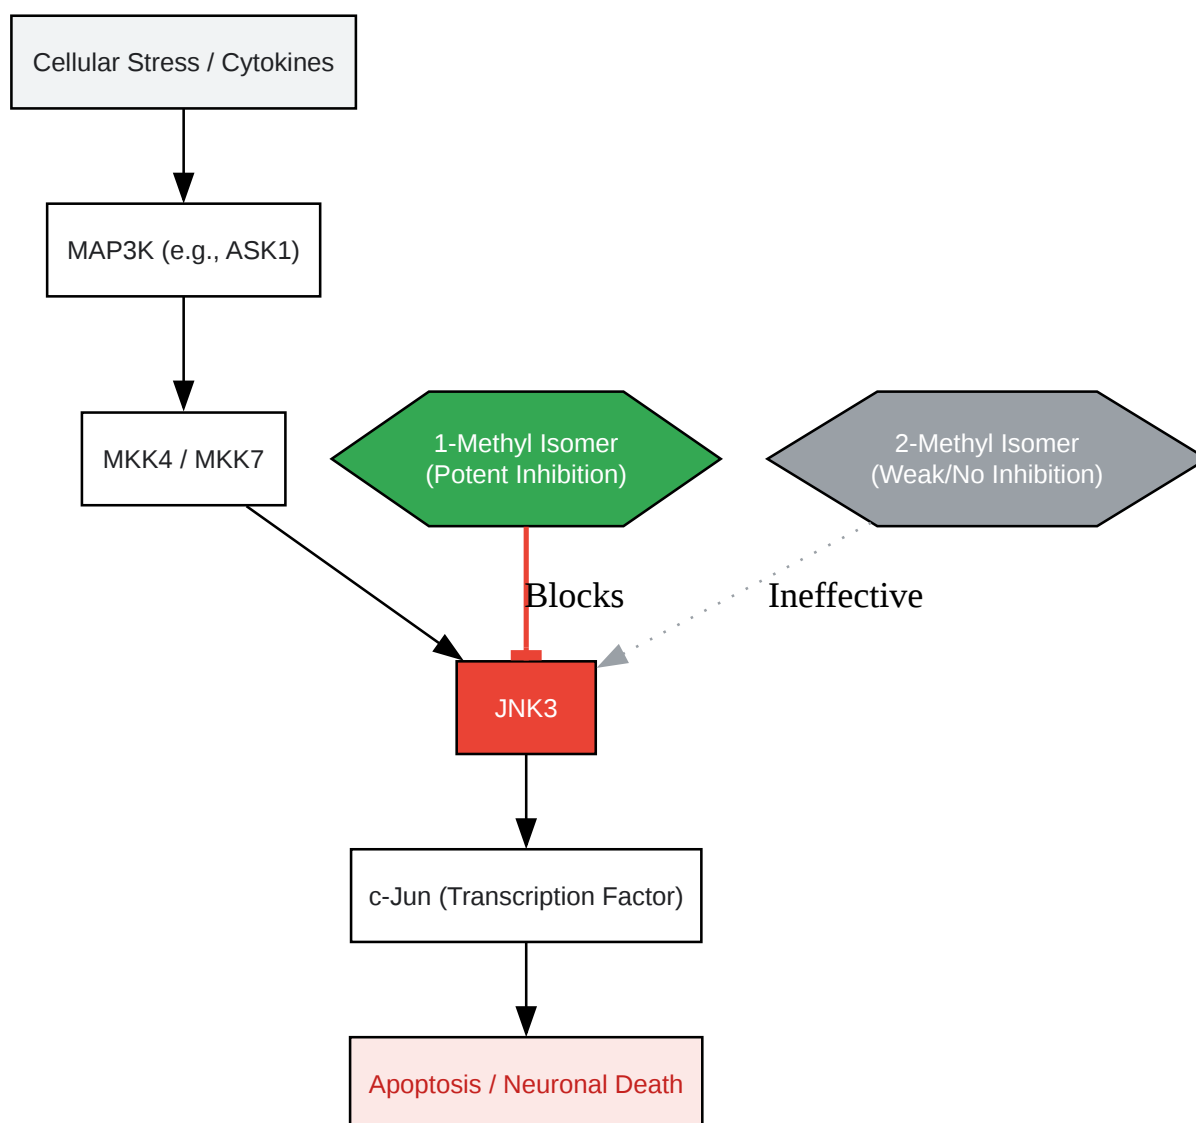 Cellular Stress / Cytokines
MAP3K (e.g., ASK1)
MKK4 / MKK7
1-Methyl Isomer
(Potent Inhibition)
2-Methyl Isomer
(Weak/No Inhibition)
Blocks
Ineffective
JNK3
c-Jun (Transcription Factor)
Apoptosis / Neuronal Death